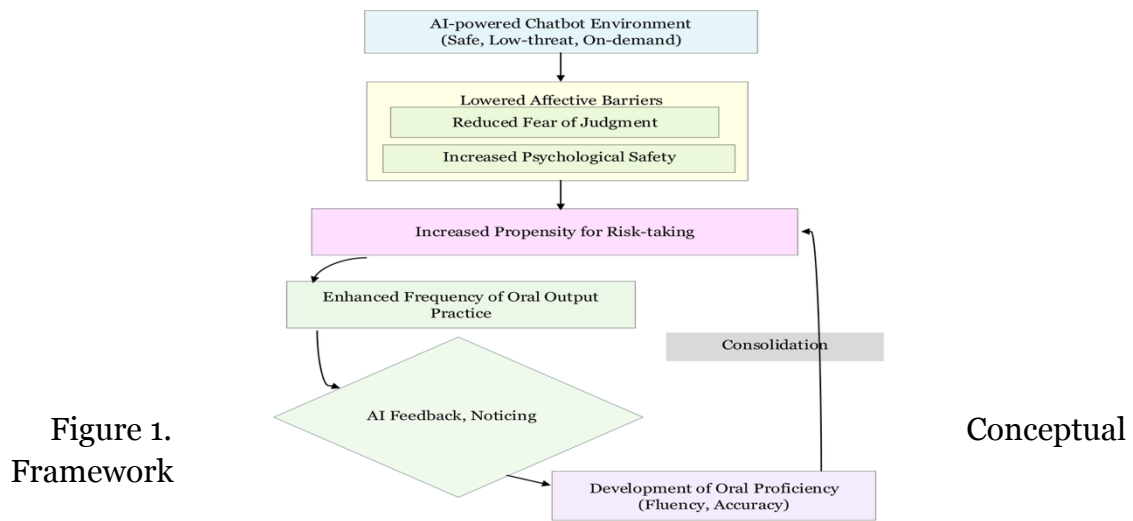 AI-powered Chatbot Environment
(Safe, Low-threat, On-demand)
Lowered Affective Barriers
Reduced Fear of Judgment
Increased Psychological Safety
Increased Propensity for Risk-taking
Enhanced Frequency of Oral Output
Practice
Consolidation
AI Feedback, Noticing
Figure 1. Conceptual
Framework
Development of Oral Proficiency
(Fluency, Accuracy)